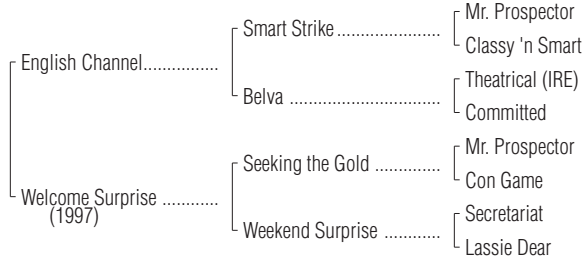 Mr. Prospector
Smart Strike ......................
Classy 'n Smart
English Channel................
Theatrical (IRE)
Belva ................................
Committed
Mr. Prospector
Seeking the Gold ..............
Con Game
Welcome Surprise ............
(1997)
Secretariat
Weekend Surprise ............
Lassie Dear